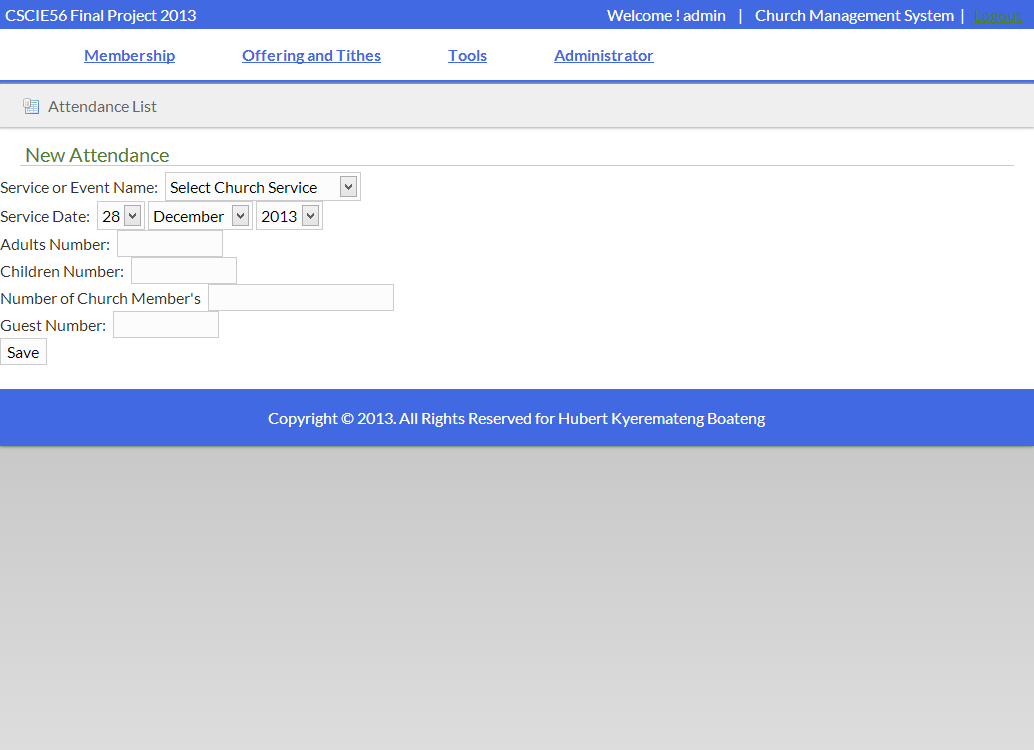 CSCIE56 Final Project 2013 Welcome ! admin | Church Management System | Logout
Membership Offering and Tithes Tools Administrator
Attendance List
New Attendance
Service or Event Name: Select Church Service
Service Date: 28 December 2013
Adults Number:
Children Number:
Number of Church Member's
Guest Number:
Save
Copyright © 2013. All Rights Reserved for Hubert Kyeremateng Boateng